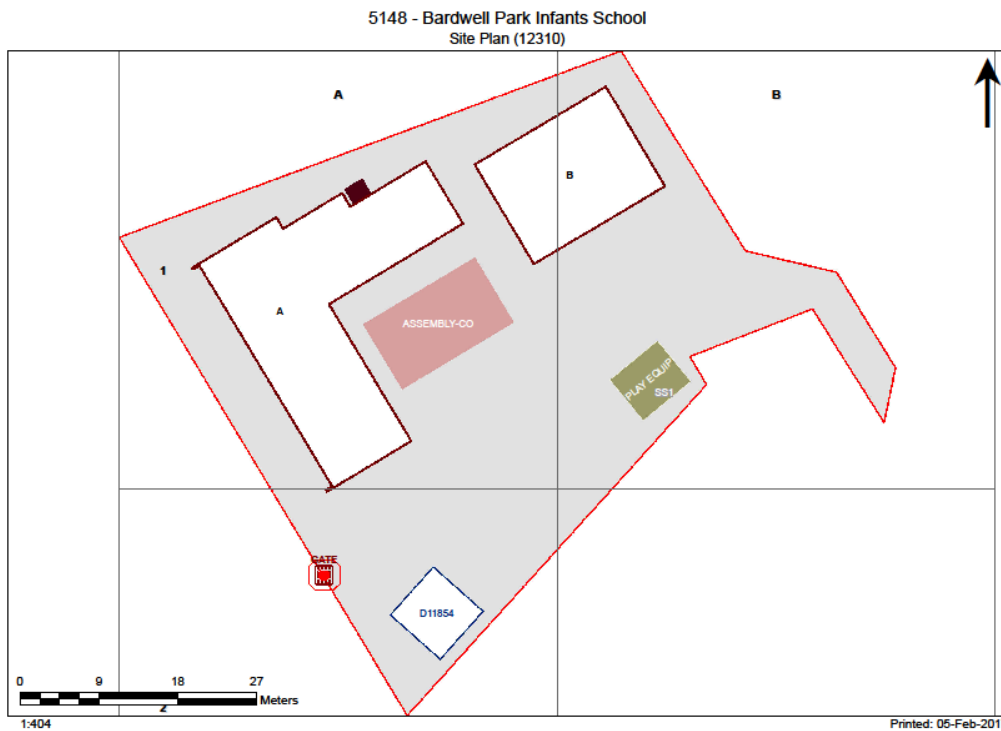 5148 - Bardwell Park Infants School
Site Plan (12310)
A
B
B
1
A
ASSEMBLY-CO
PLAY EQUIP
SS1
GATE
D11854
0 9 18 27
Meters
2
1:404
Printed: 05-Feb-201